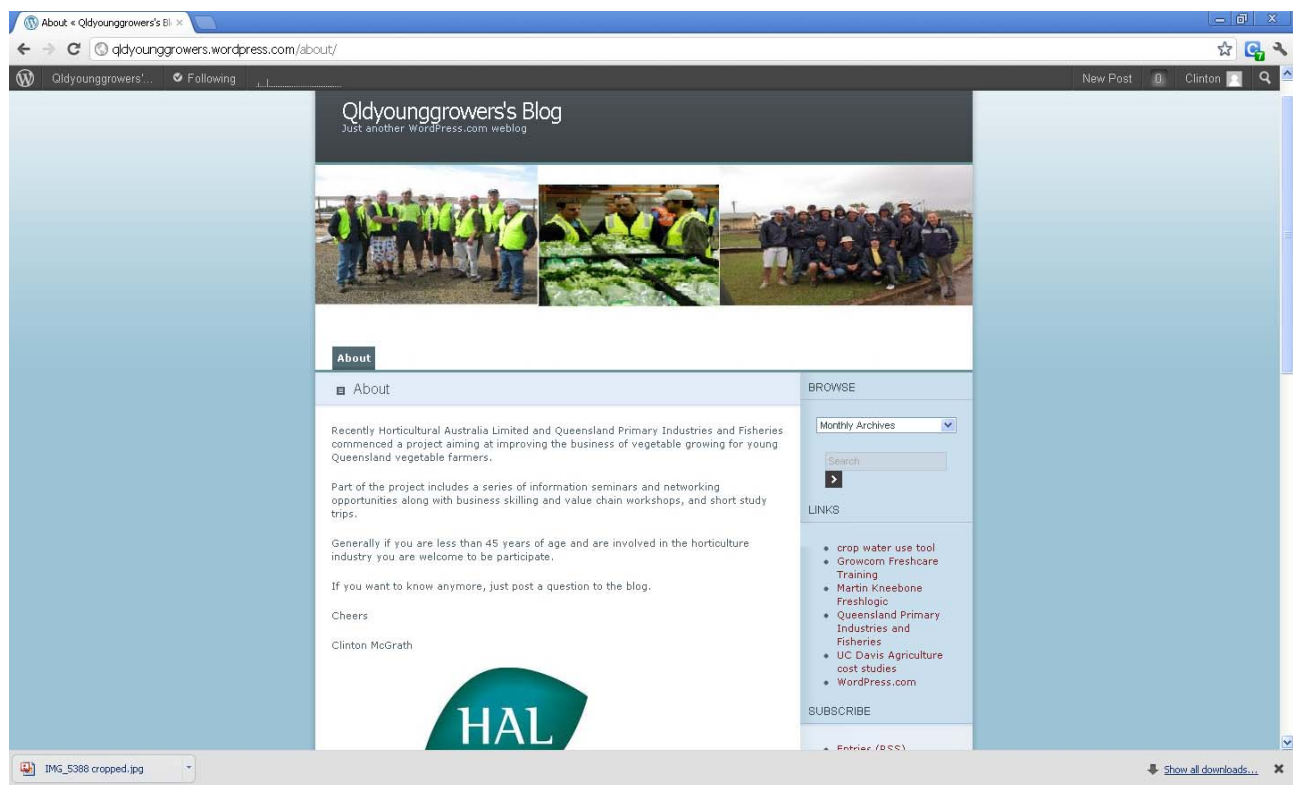 About « Qldyounggrowers's Bl
qldyounggrowers.wordpress.com/about/
Qldyounggrowers'... Following New Post 0 Clinton
Qldyounggrowers's Blog
Just another WordPress.com weblog
About
About
Recently Horticultural Australia Limited and Queensland Primary Industries and Fisheries
commenced a project aiming at improving the business of vegetable growing for young
Queensland vegetable farmers.
Part of the project includes a series of information seminars and networking
opportunities along with business skilling and value chain workshops, and short study
trips.
Generally if you are less than 45 years of age and are involved in the horticulture
industry you are welcome to be participate.
If you want to know anymore, just post a question to the blog.
Cheers
Clinton McGrath
HAL
BROWSE
Monthly Archives
Search
LINKS
crop water use tool
Growcom Freshcare
Training
Martin Kneebone
Freshlogic
Queensland Primary
Industries and
Fisheries
UC Davis Agriculture
cost studies
WordPress.com
SUBSCRIBE
Entries (RSS)
IMG_5388 cropped.jpg
Show all downloads...